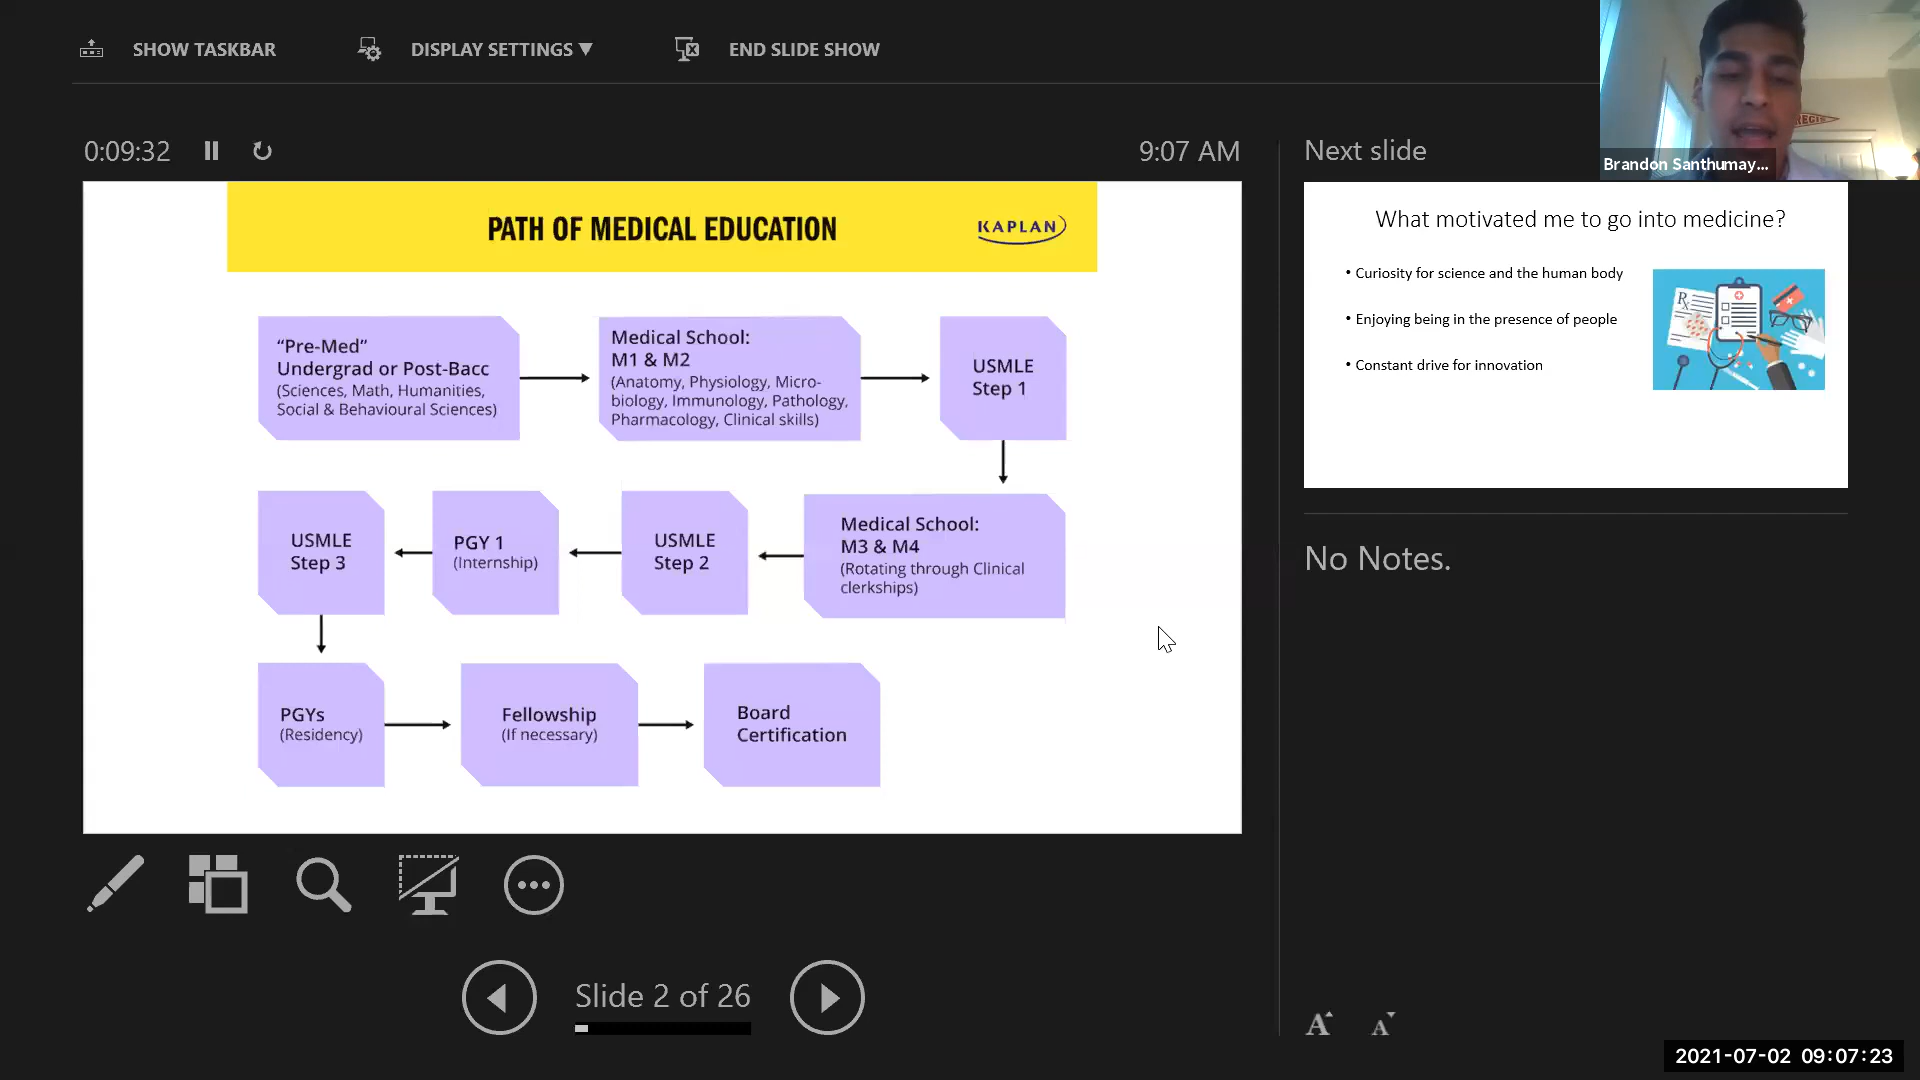 SHOW TASKBAR
DISPLAY SETTINGS ▼
END SLIDE SHOW
0:09:32
9:07 AM
PATH OF MEDICAL EDUCATION
KAPLAN
“Pre-Med”
Undergrad or Post-Bacc
(Sciences, Math, Humanities,
Social & Behavioural Sciences)
Medical School:
M1 & M2
(Anatomy, Physiology, Micro-
biology, Immunology, Pathology,
Pharmacology, Clinical skills)
USMLE
Step 1
Medical School:
M3 & M4
(Rotating through Clinical
clerkships)
USMLE
Step 2
PGY 1
(Internship)
USMLE
Step 3
PGYs
(Residency)
Fellowship
(If necessary)
Board
Certification
Slide 2 of 26
Next slide
REGIS
Brandon Santhumay...
What motivated me to go into medicine?
• Curiosity for science and the human body
• Enjoying being in the presence of people
• Constant drive for innovation
No Notes.
A A
2021-07-02 09:07:23